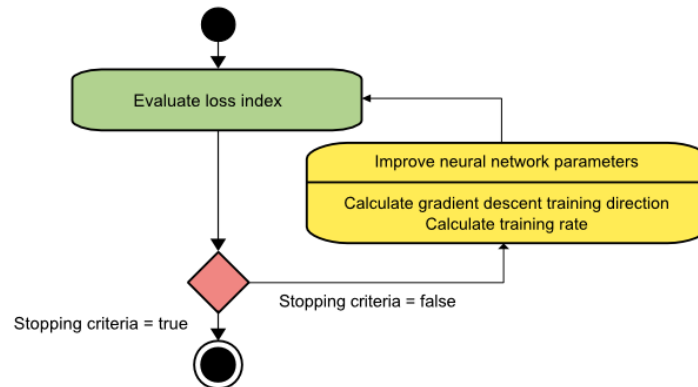 Evaluate loss index
Improve neural network parameters
Calculate gradient descent training direction
Calculate training rate
Stopping criteria = false
Stopping criteria = true